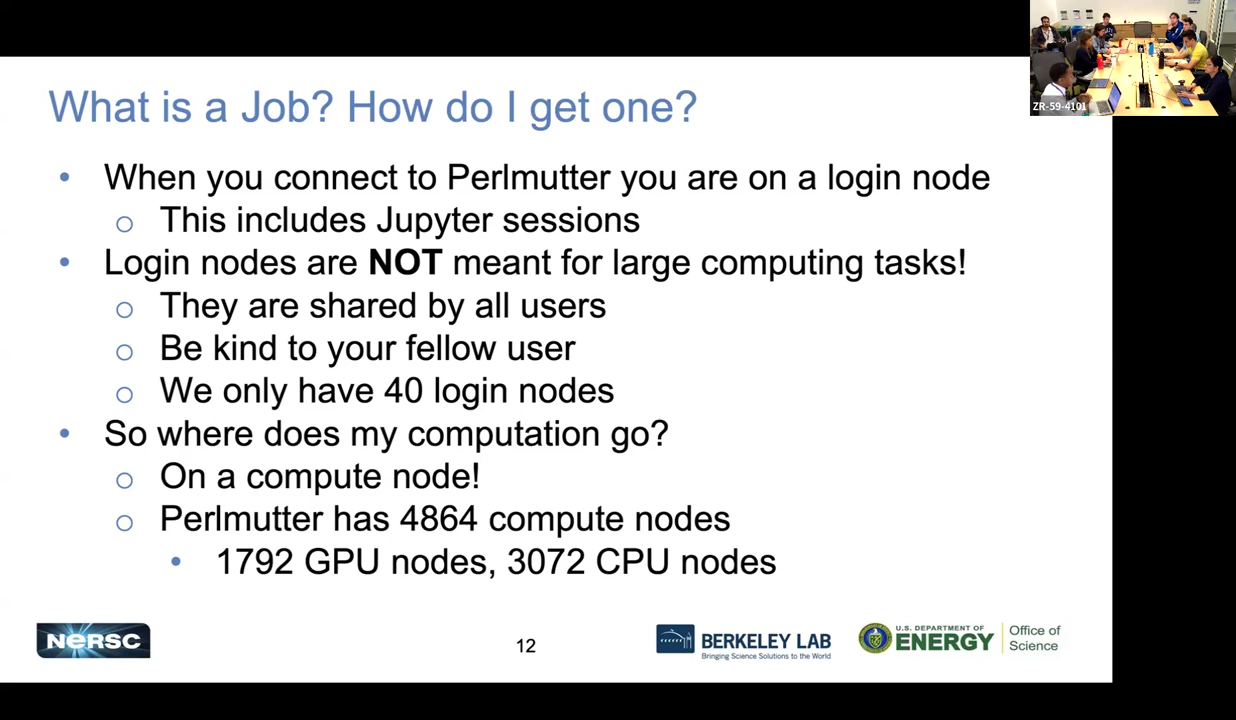 ZR-59-4101
What is a Job? How do I get one?
• When you connect to Perlmutter you are on a login node
○ This includes Jupyter sessions
• Login nodes are NOT meant for large computing tasks!
○ They are shared by all users
○ Be kind to your fellow user
○ We only have 40 login nodes
• So where does my computation go?
○ On a compute node!
○ Perlmutter has 4864 compute nodes
• 1792 GPU nodes, 3072 CPU nodes
NERSC
12
BERKELEY LAB
Bringing Science Solutions to the World
U.S. DEPARTMENT OF
ENERGY
Office of
Science